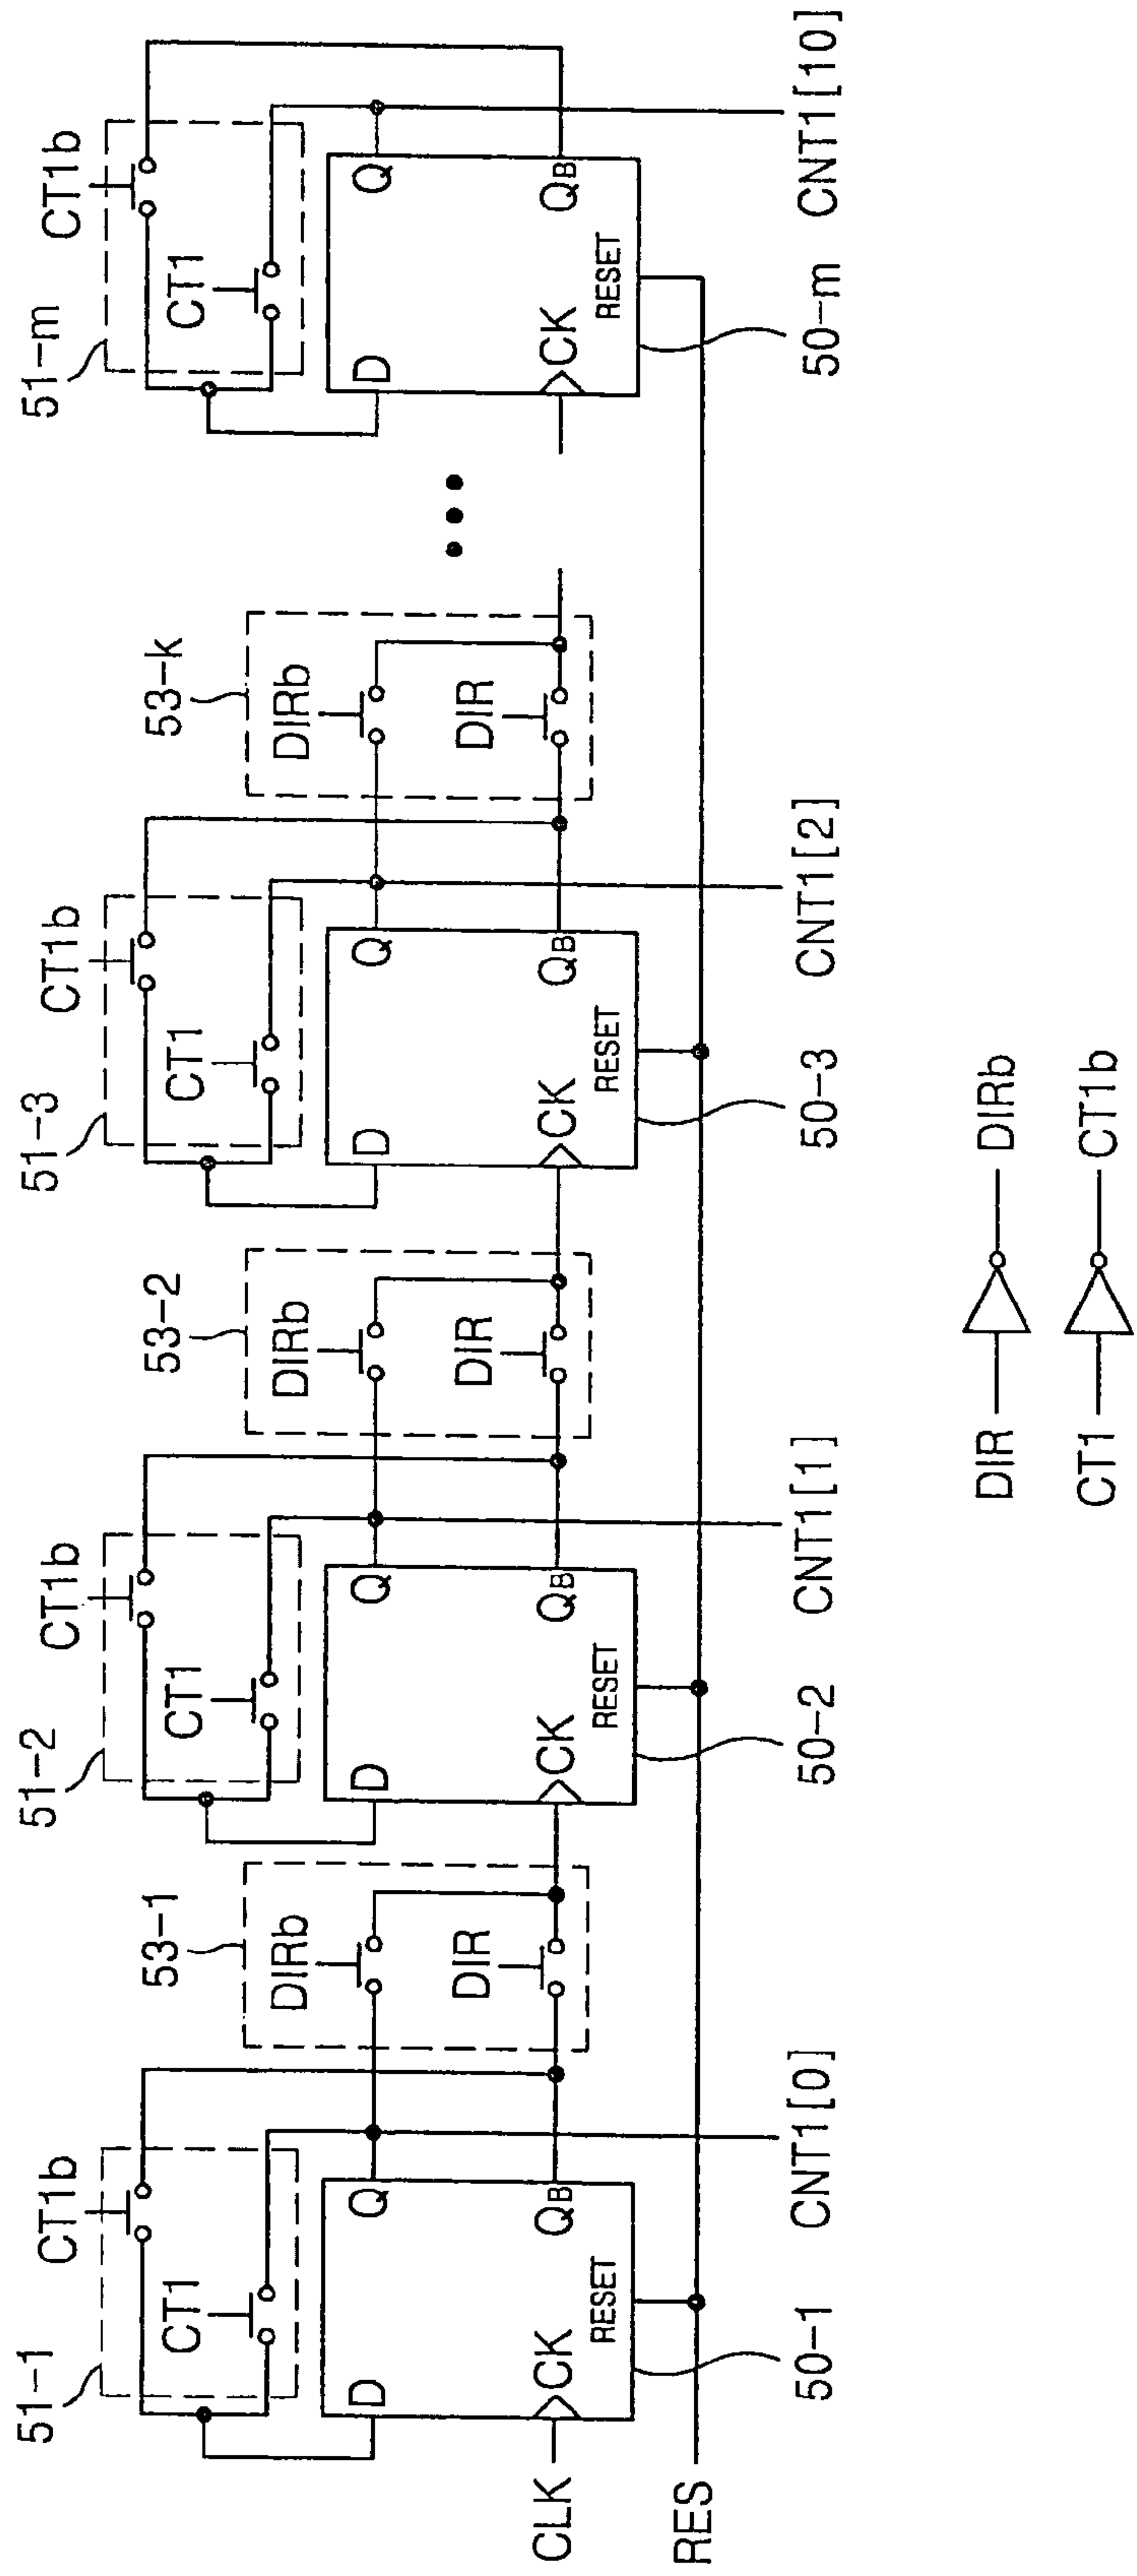 51-1
CT1b
CT1
D
Q
CK
QB
RESET
CLK
RES
50-1
CNT1[0]
53-1
DIRb
DIR
51-2
CT1b
CT1
D
Q
CK
QB
RESET
50-2
CNT1[1]
53-2
DIRb
DIR
51-3
CT1b
CT1
D
Q
CK
QB
RESET
50-3
CNT1[2]
53-k
DIRb
DIR
51-m
CT1b
CT1
D
Q
CK
QB
RESET
50-m
CNT1[10]
DIR DIRb
CT1 CT1b